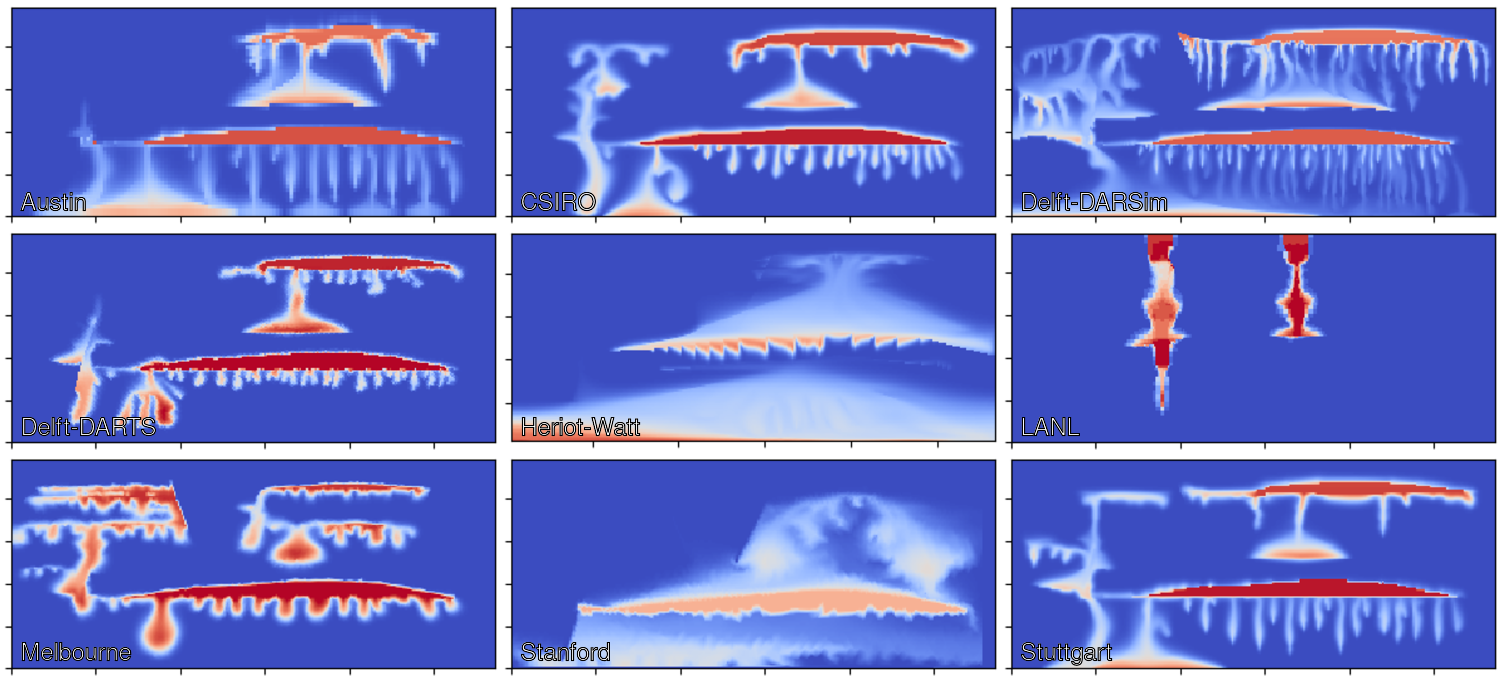 Austin
CSIRO
Delft-DARSim
Delft-DARTS
Heriot-Watt
LANL
Melbourne
Stanford
Stuttgart